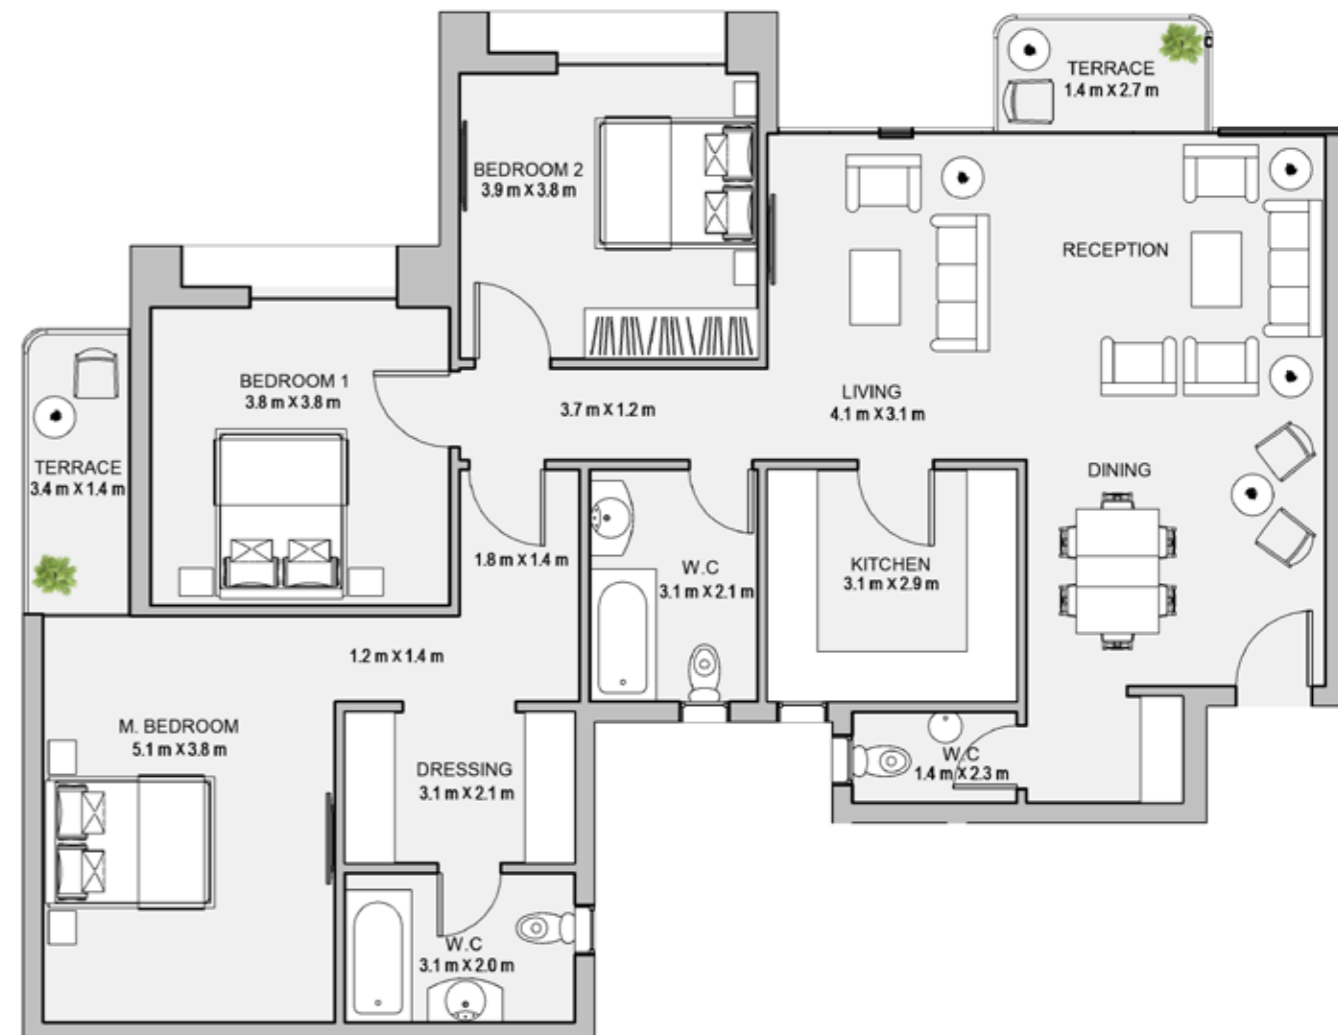 TERRACE
1.4 m X 2.7 m
BEDROOM 2
3.9 m X 3.8 m
RECEPTION
BEDROOM 1
3.8 m X 3.8 m
3.7 m X 1.2 m
LIVING
4.1 m X 3.1 m
TERRACE
3.4 m X 1.4 m
DINING
1.8 m X 1.4 m
W.C
3.1 m X 2.1 m
KITCHEN
3.1 m X 2.9 m
1.2 m X 1.4 m
M. BEDROOM
5.1 m X 3.8 m
DRESSING
3.1 m X 2.1 m
W.C
1.4 m X 2.3 m
W.C
3.1 m X 2.0 m